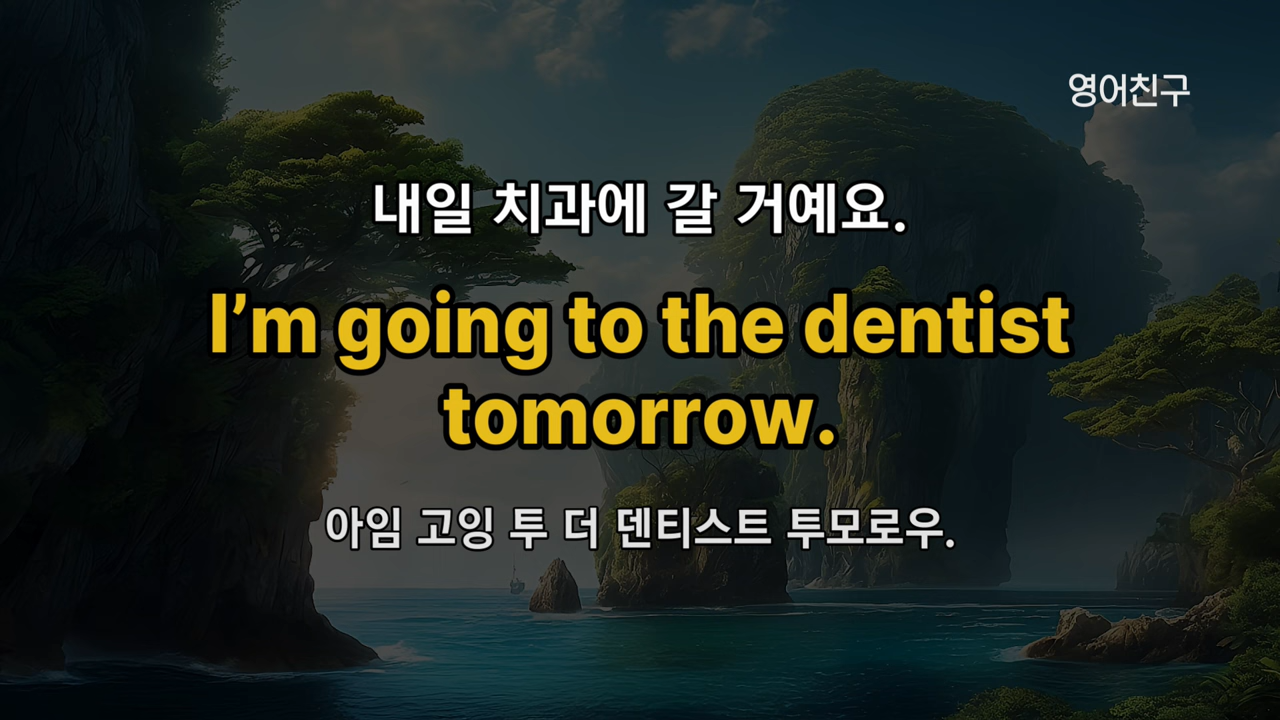 영어친구
내일 치과에 갈 거예요.
I’m going to the dentist
tomorrow.
아임 고잉 투 더 덴티스트 투모로우.